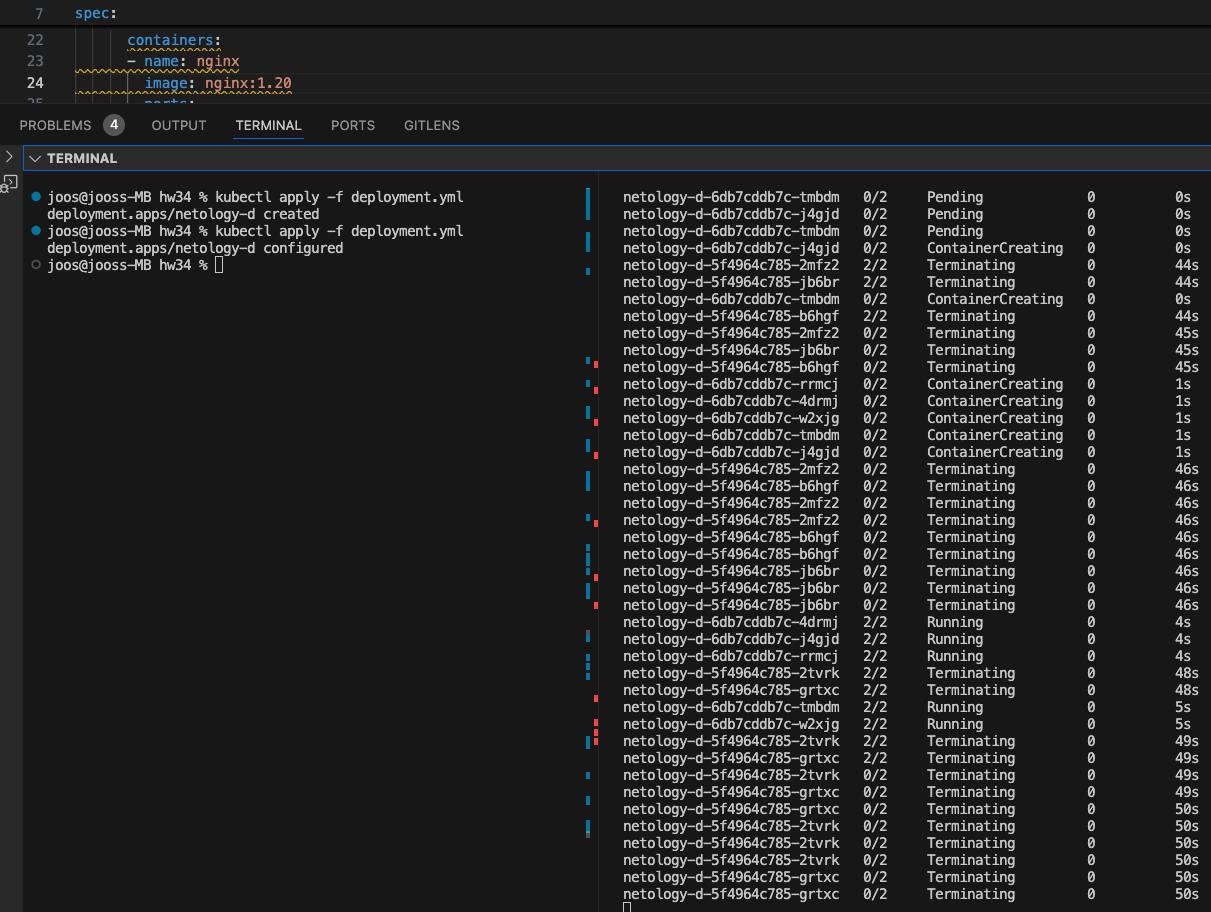 7 spec:
22 containers:
23 - name: nginx
24 image: nginx:1.20
25 ports:
PROBLEMS 4 OUTPUT TERMINAL PORTS GITLENS
TERMINAL
joos@jooss-MB hw34 % kubectl apply -f deployment.yml
deployment.apps/netology-d created
joos@jooss-MB hw34 % kubectl apply -f deployment.yml
deployment.apps/netology-d configured
joos@jooss-MB hw34 %
netology-d-6db7cddb7c-tmbdm 0/2 Pending 0 0s
netology-d-6db7cddb7c-j4gjd 0/2 Pending 0 0s
netology-d-6db7cddb7c-tmbdm 0/2 Pending 0 0s
netology-d-6db7cddb7c-j4gjd 0/2 ContainerCreating 0 0s
netology-d-5f4964c785-2mfz2 2/2 Terminating 0 44s
netology-d-5f4964c785-jb6br 2/2 Terminating 0 44s
netology-d-6db7cddb7c-tmbdm 0/2 ContainerCreating 0 0s
netology-d-5f4964c785-b6hgf 2/2 Terminating 0 44s
netology-d-5f4964c785-2mfz2 0/2 Terminating 0 45s
netology-d-5f4964c785-jb6br 0/2 Terminating 0 45s
netology-d-5f4964c785-b6hgf 0/2 Terminating 0 45s
netology-d-6db7cddb7c-rrmcj 0/2 ContainerCreating 0 1s
netology-d-6db7cddb7c-4drmj 0/2 ContainerCreating 0 1s
netology-d-6db7cddb7c-w2xjg 0/2 ContainerCreating 0 1s
netology-d-6db7cddb7c-tmbdm 0/2 ContainerCreating 0 1s
netology-d-6db7cddb7c-j4gjd 0/2 ContainerCreating 0 1s
netology-d-5f4964c785-2mfz2 0/2 Terminating 0 46s
netology-d-5f4964c785-b6hgf 0/2 Terminating 0 46s
netology-d-5f4964c785-2mfz2 0/2 Terminating 0 46s
netology-d-5f4964c785-2mfz2 0/2 Terminating 0 46s
netology-d-5f4964c785-b6hgf 0/2 Terminating 0 46s
netology-d-5f4964c785-b6hgf 0/2 Terminating 0 46s
netology-d-5f4964c785-jb6br 0/2 Terminating 0 46s
netology-d-5f4964c785-jb6br 0/2 Terminating 0 46s
netology-d-5f4964c785-jb6br 0/2 Terminating 0 46s
netology-d-6db7cddb7c-4drmj 2/2 Running 0 4s
netology-d-6db7cddb7c-j4gjd 2/2 Running 0 4s
netology-d-6db7cddb7c-rrmcj 2/2 Running 0 4s
netology-d-5f4964c785-2tvrk 2/2 Terminating 0 48s
netology-d-5f4964c785-grtxc 2/2 Terminating 0 48s
netology-d-6db7cddb7c-tmbdm 2/2 Running 0 5s
netology-d-6db7cddb7c-w2xjg 2/2 Running 0 5s
netology-d-5f4964c785-2tvrk 2/2 Terminating 0 49s
netology-d-5f4964c785-grtxc 2/2 Terminating 0 49s
netology-d-5f4964c785-2tvrk 0/2 Terminating 0 49s
netology-d-5f4964c785-grtxc 0/2 Terminating 0 49s
netology-d-5f4964c785-grtxc 0/2 Terminating 0 50s
netology-d-5f4964c785-2tvrk 0/2 Terminating 0 50s
netology-d-5f4964c785-2tvrk 0/2 Terminating 0 50s
netology-d-5f4964c785-2tvrk 0/2 Terminating 0 50s
netology-d-5f4964c785-grtxc 0/2 Terminating 0 50s
netology-d-5f4964c785-grtxc 0/2 Terminating 0 50s